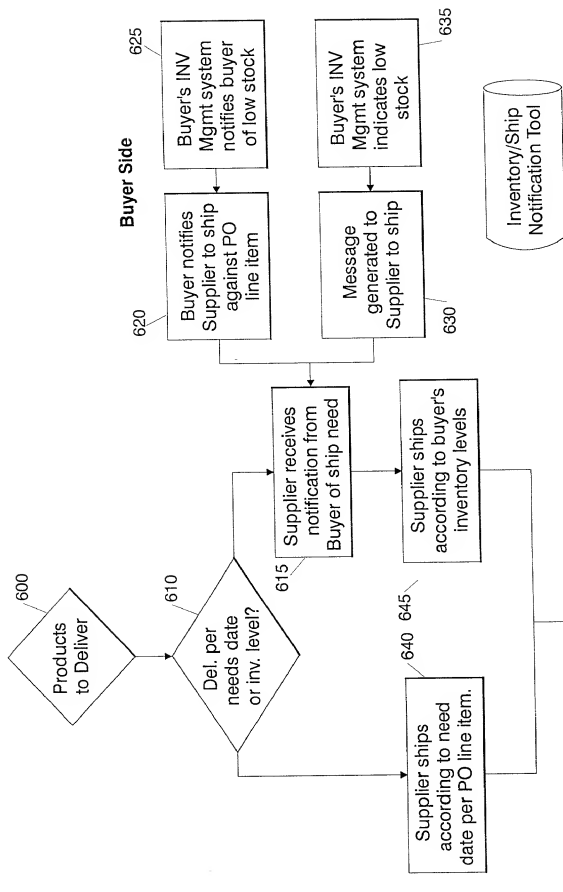 600
Products
to Deliver
610
Del. per
needs date
or inv. level?
Buyer Side
625
Buyer's INV
Mgmt system
notifies buyer
of low stock
620
Buyer notifies
Supplier to ship
against PO
line item
635
Buyer's INV
Mgmt system
indicates low
stock
630
Message
generated to
Supplier to ship
615
Supplier receives
notification from
Buyer of ship need
645
Supplier ships
according to buyer's
inventory levels
640
Supplier ships
according to need
date per PO line item.
Inventory/Ship
Notification Tool